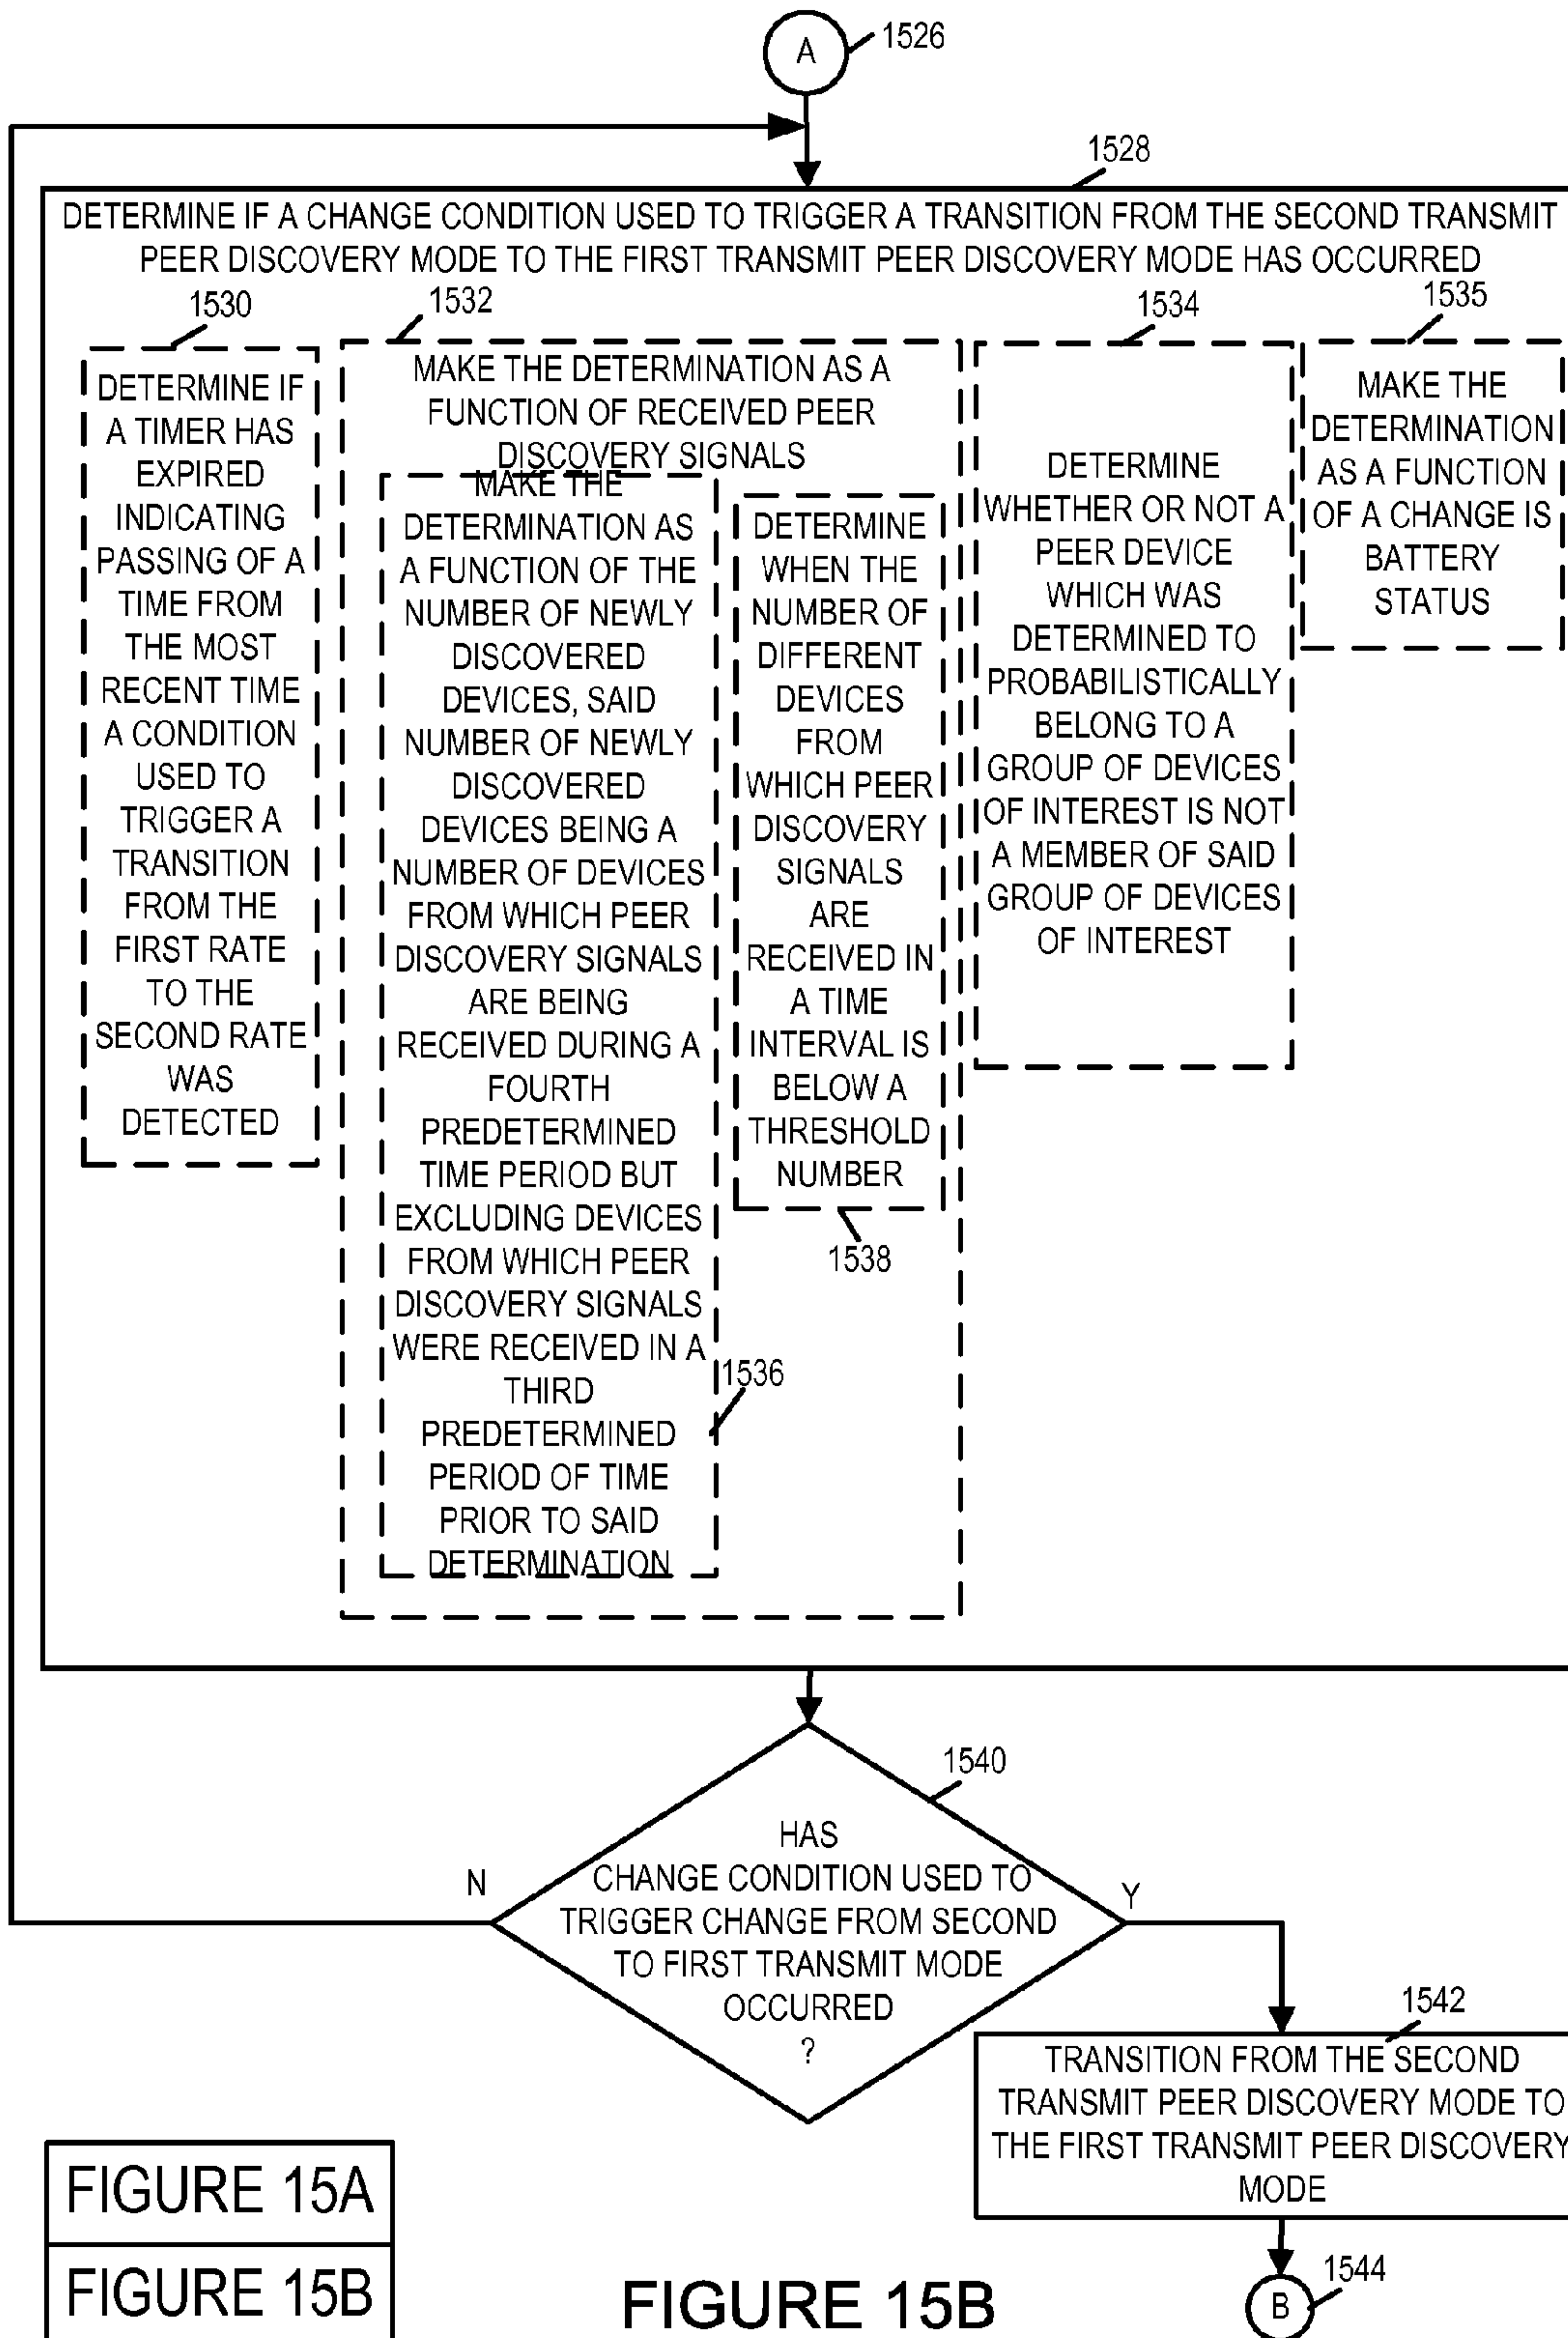 A
1526
1528
DETERMINE IF A CHANGE CONDITION USED TO TRIGGER A TRANSITION FROM THE SECOND TRANSMIT
PEER DISCOVERY MODE TO THE FIRST TRANSMIT PEER DISCOVERY MODE HAS OCCURRED
1530
DETERMINE IF
A TIMER HAS
EXPIRED
INDICATING
PASSING OF A
TIME FROM
THE MOST
RECENT TIME
A CONDITION
USED TO
TRIGGER A
TRANSITION
FROM THE
FIRST RATE
TO THE
SECOND RATE
WAS
DETECTED
1532
MAKE THE DETERMINATION AS A
FUNCTION OF RECEIVED PEER
DISCOVERY SIGNALS
MAKE THE
DETERMINATION AS
A FUNCTION OF THE
NUMBER OF NEWLY
DISCOVERED
DEVICES, SAID
NUMBER OF NEWLY
DISCOVERED
DEVICES BEING A
NUMBER OF DEVICES
FROM WHICH PEER
DISCOVERY SIGNALS
ARE BEING
RECEIVED DURING A
FOURTH
PREDETERMINED
TIME PERIOD BUT
EXCLUDING DEVICES
FROM WHICH PEER
DISCOVERY SIGNALS
WERE RECEIVED IN A
THIRD
PREDETERMINED
PERIOD OF TIME
PRIOR TO SAID
DETERMINATION
1536
DETERMINE
WHEN THE
NUMBER OF
DIFFERENT
DEVICES
FROM
WHICH PEER
DISCOVERY
SIGNALS
ARE
RECEIVED IN
A TIME
INTERVAL IS
BELOW A
THRESHOLD
NUMBER
1538
1534
DETERMINE
WHETHER OR NOT A
PEER DEVICE
WHICH WAS
DETERMINED TO
PROBABILISTICALLY
BELONG TO A
GROUP OF DEVICES
OF INTEREST IS NOT
A MEMBER OF SAID
GROUP OF DEVICES
OF INTEREST
1535
MAKE THE
DETERMINATION
AS A FUNCTION
OF A CHANGE IS
BATTERY
STATUS
1540
HAS
CHANGE CONDITION USED TO
TRIGGER CHANGE FROM SECOND
TO FIRST TRANSMIT MODE
OCCURRED
?
N
Y
1542
TRANSITION FROM THE SECOND
TRANSMIT PEER DISCOVERY MODE TO
THE FIRST TRANSMIT PEER DISCOVERY
MODE
1544
B
FIGURE 15A
FIGURE 15B
FIGURE 15B